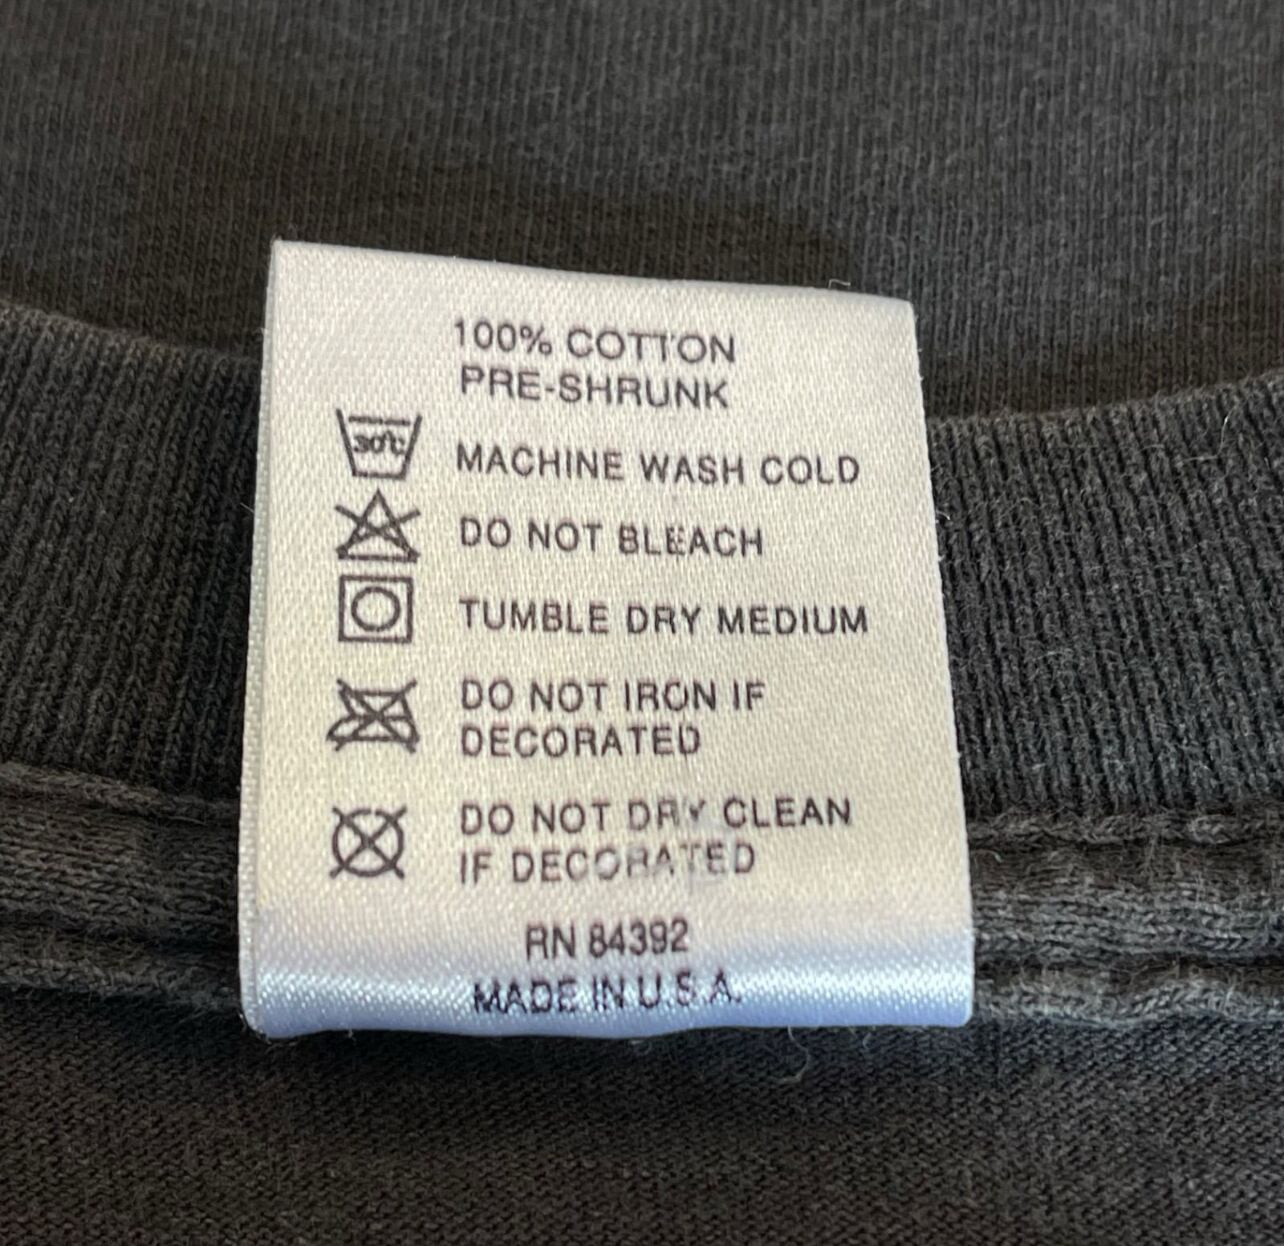 100% COTTON
PRE-SHRUNK
30°C
MACHINE WASH COLD
DO NOT BLEACH
TUMBLE DRY MEDIUM
DO NOT IRON IF
DECORATED
DO NOT DRY CLEAN
IF DECORATED
RN 84392
MADE IN U.S.A.